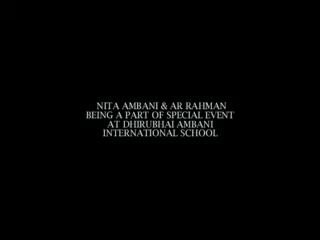 NITA AMBANI & AR RAHMAN
BEING A PART OF SPECIAL EVENT
AT DHIRUBHAI AMBANI
INTERNATIONAL SCHOOL